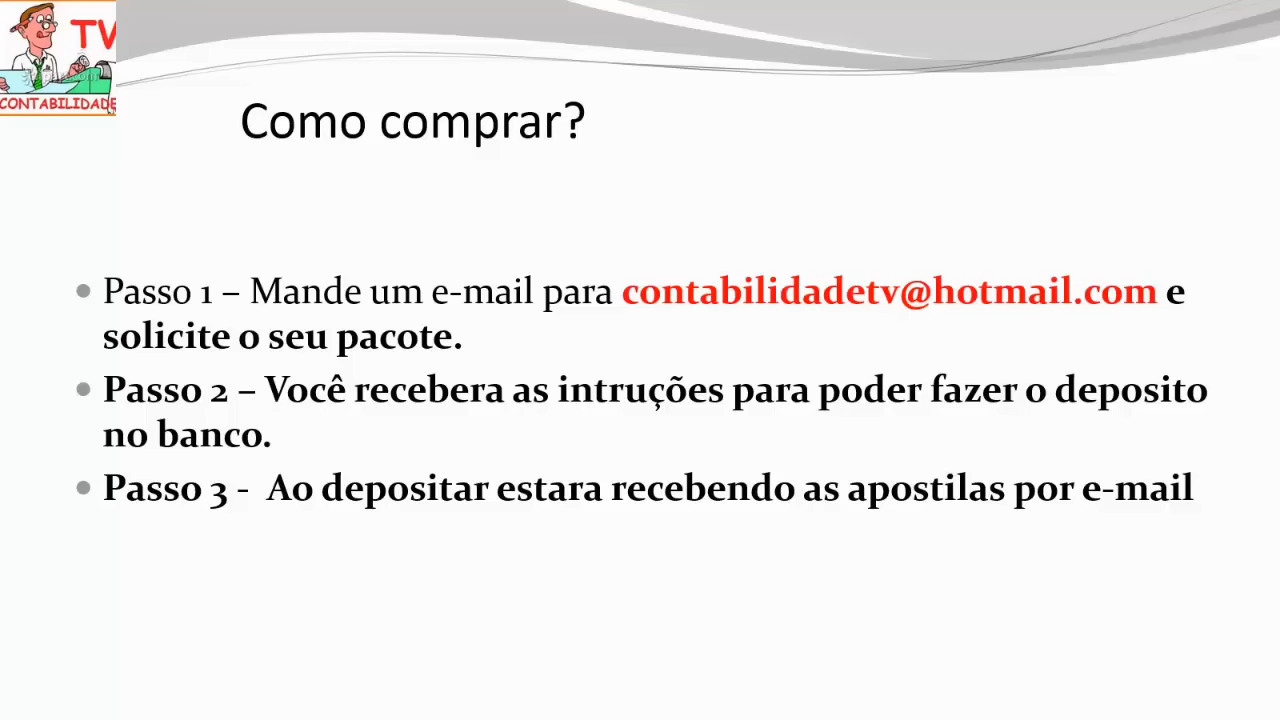 TV
CONTABILIDADE
Como comprar?
Passo 1 – Mande um e-mail para contabilidadetv@hotmail.com e
solicite o seu pacote.
Passo 2 – Você recebera as intruções para poder fazer o deposito
no banco.
Passo 3 - Ao depositar estara recebendo as apostilas por e-mail